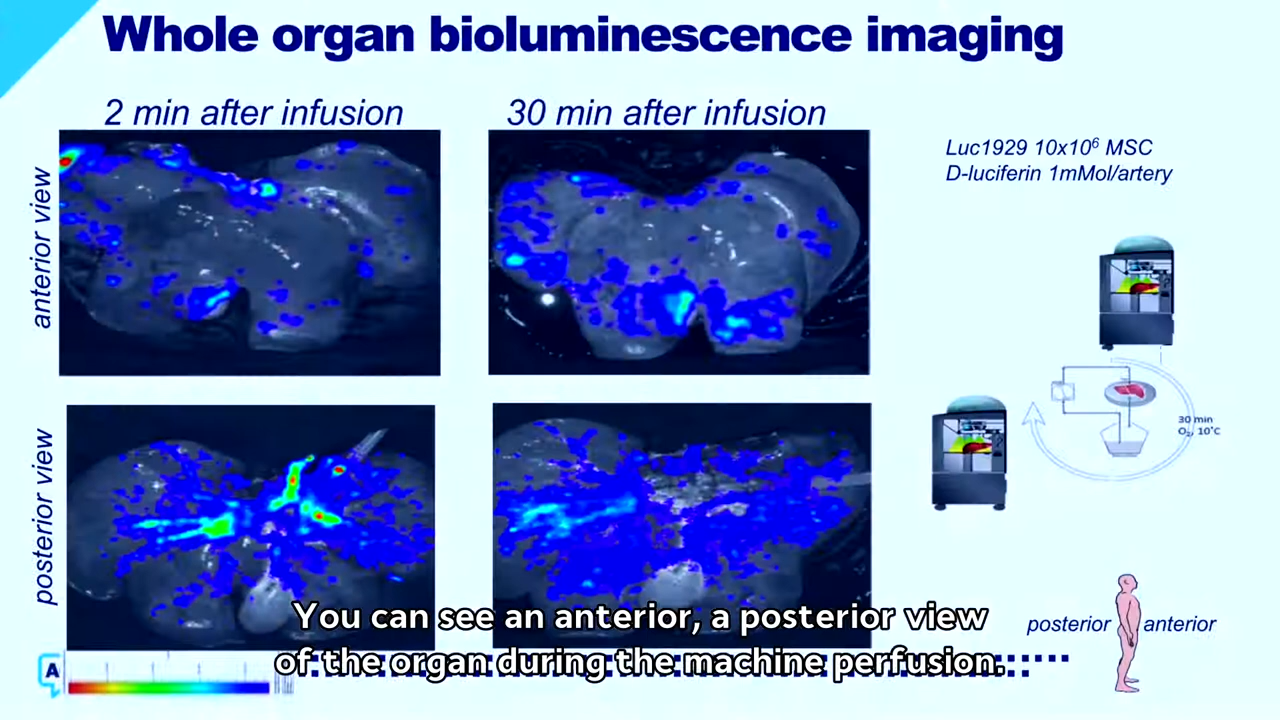 Whole organ bioluminescence imaging
2 min after infusion
30 min after infusion
anterior view
posterior view
Luc1929 10x10⁶ MSC
D-luciferin 1mMol/artery
30 min
O₂, 10°C
posterior
anterior
You can see an anterior, a posterior view
of the organ during the machine perfusion.
A